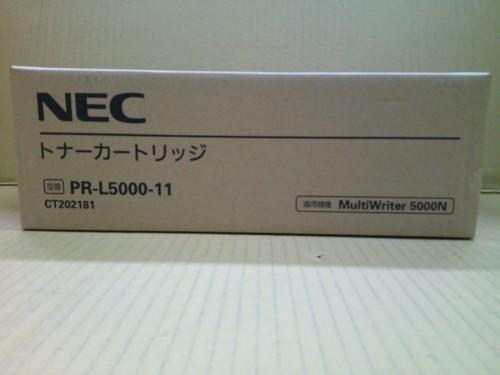 NEC
トナーカートリッジ
型番 PR-L5000-11
CT202181
適用機種 MultiWriter 5000N